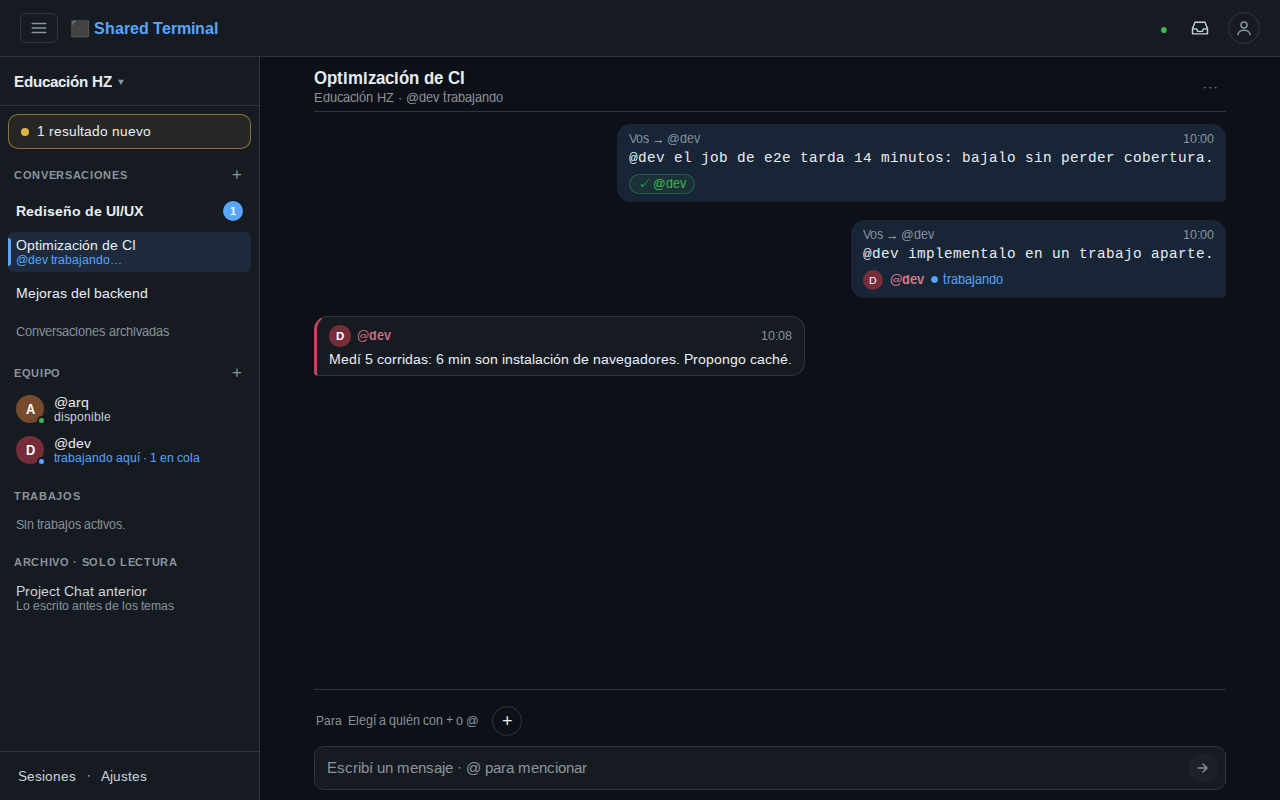 Shared Terminal
Educación HZ ▾
1 resultado nuevo
CONVERSACIONES +
Rediseño de UI/UX 1
Optimización de CI
@dev trabajando…
Mejoras del backend
Conversaciones archivadas
EQUIPO +
A @arq
disponible
D @dev
trabajando aquí · 1 en cola
TRABAJOS
Sin trabajos activos.
ARCHIVO · SOLO LECTURA
Project Chat anterior
Lo escrito antes de los temas
Sesiones · Ajustes
Optimización de CI
Educación HZ · @dev trabajando
···
Vos → @dev 10:00
@dev el job de e2e tarda 14 minutos: bajalo sin perder cobertura.
✓ @dev
Vos → @dev 10:00
@dev implementalo en un trabajo aparte.
D @dev ● trabajando
D @dev 10:08
Medí 5 corridas: 6 min son instalación de navegadores. Propongo caché.
Para Elegí a quién con + o @ +
Escribí un mensaje · @ para mencionar